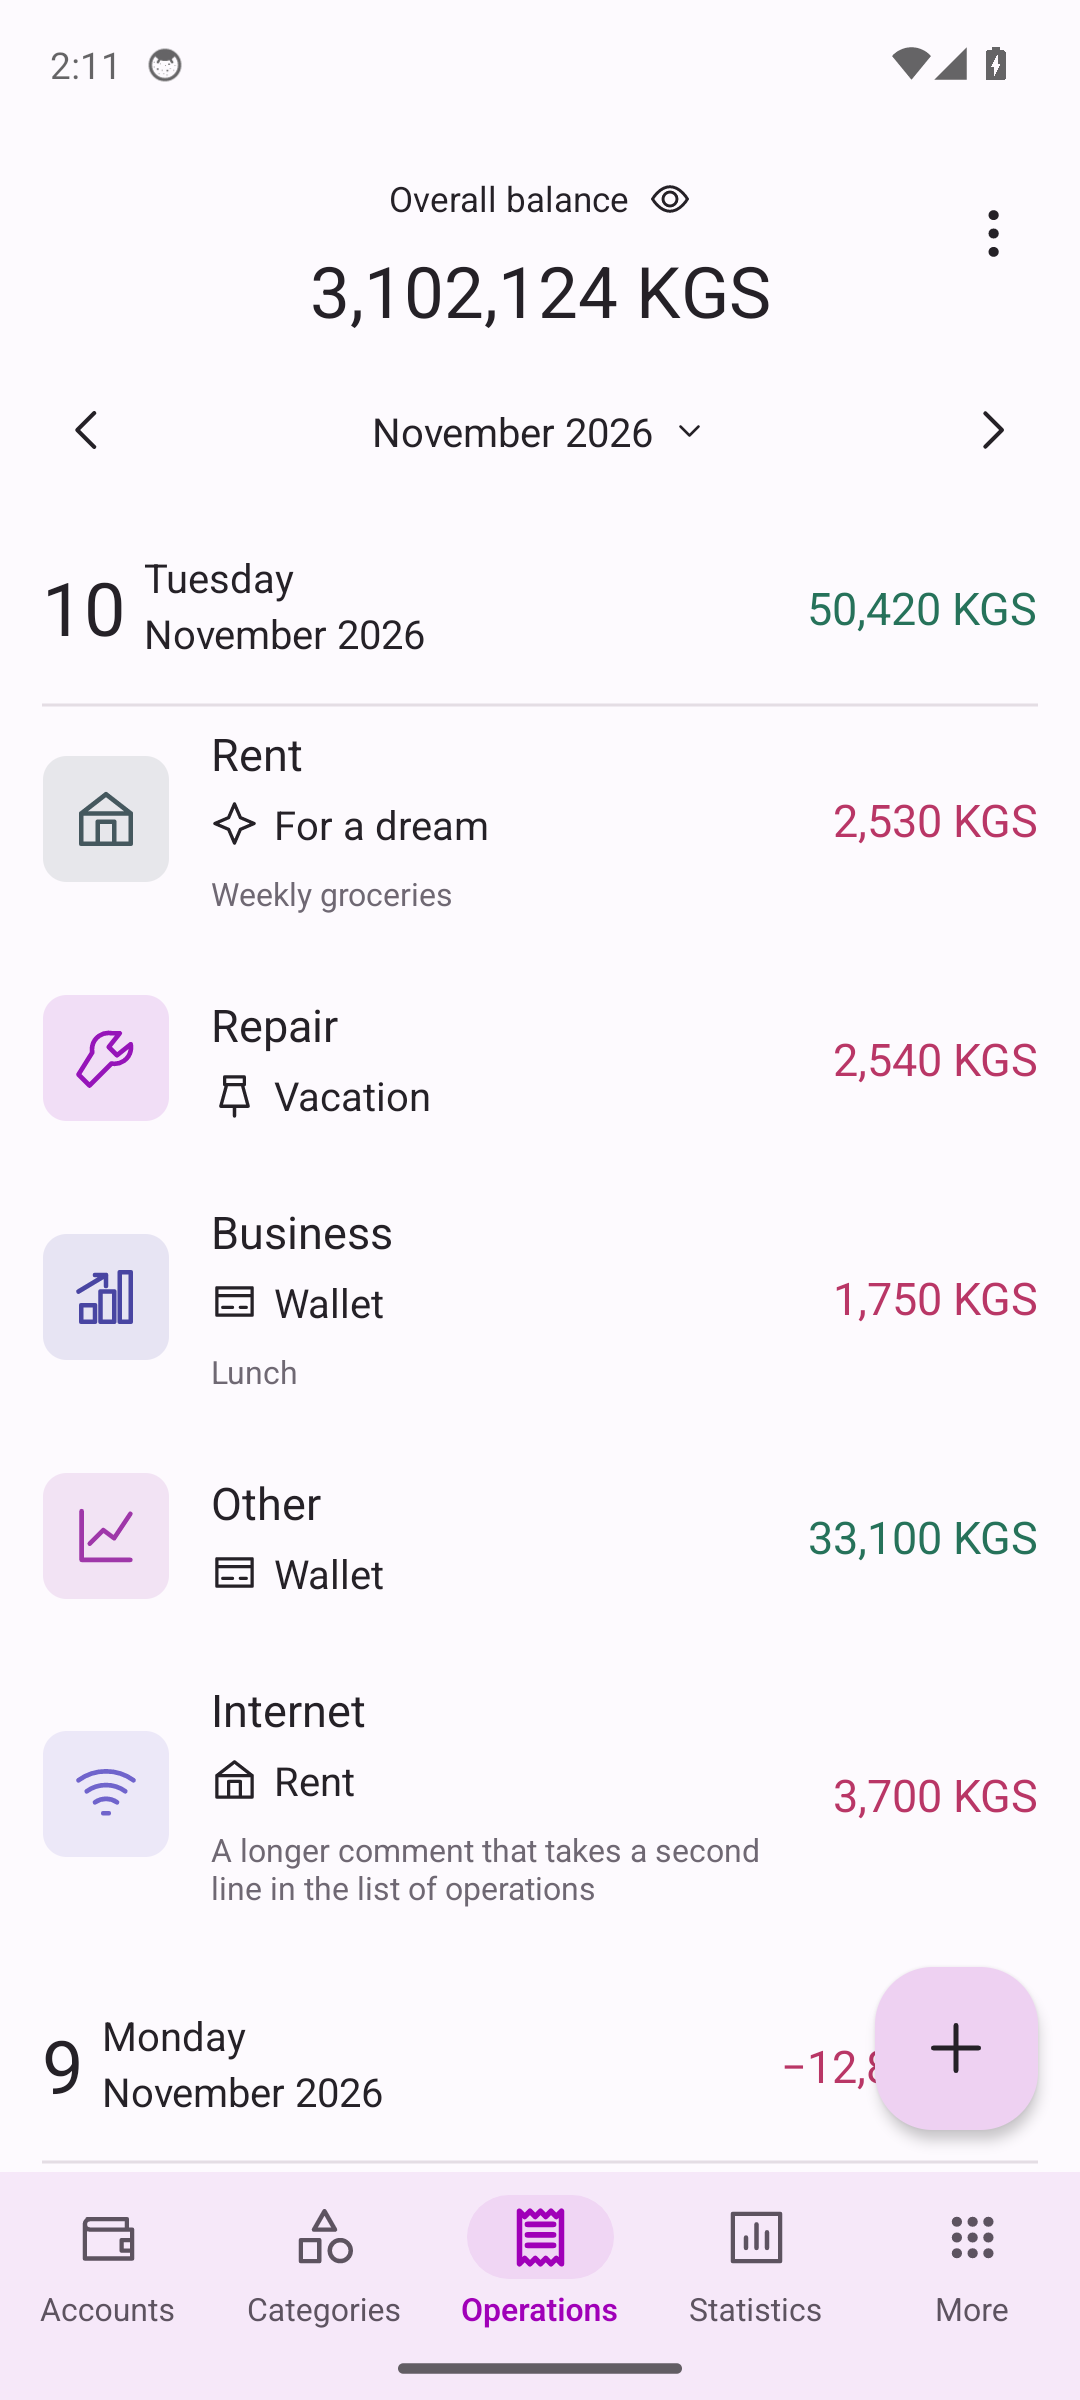 2:11
Overall balance
3,102,124 KGS
November 2026
10
Tuesday
November 2026
50,420 KGS
Rent
For a dream
Weekly groceries
2,530 KGS
Repair
Vacation
2,540 KGS
Business
Wallet
Lunch
1,750 KGS
Other
Wallet
33,100 KGS
Internet
Rent
A longer comment that takes a second
line in the list of operations
3,700 KGS
9
Monday
November 2026
Accounts
Categories
Operations
Statistics
More